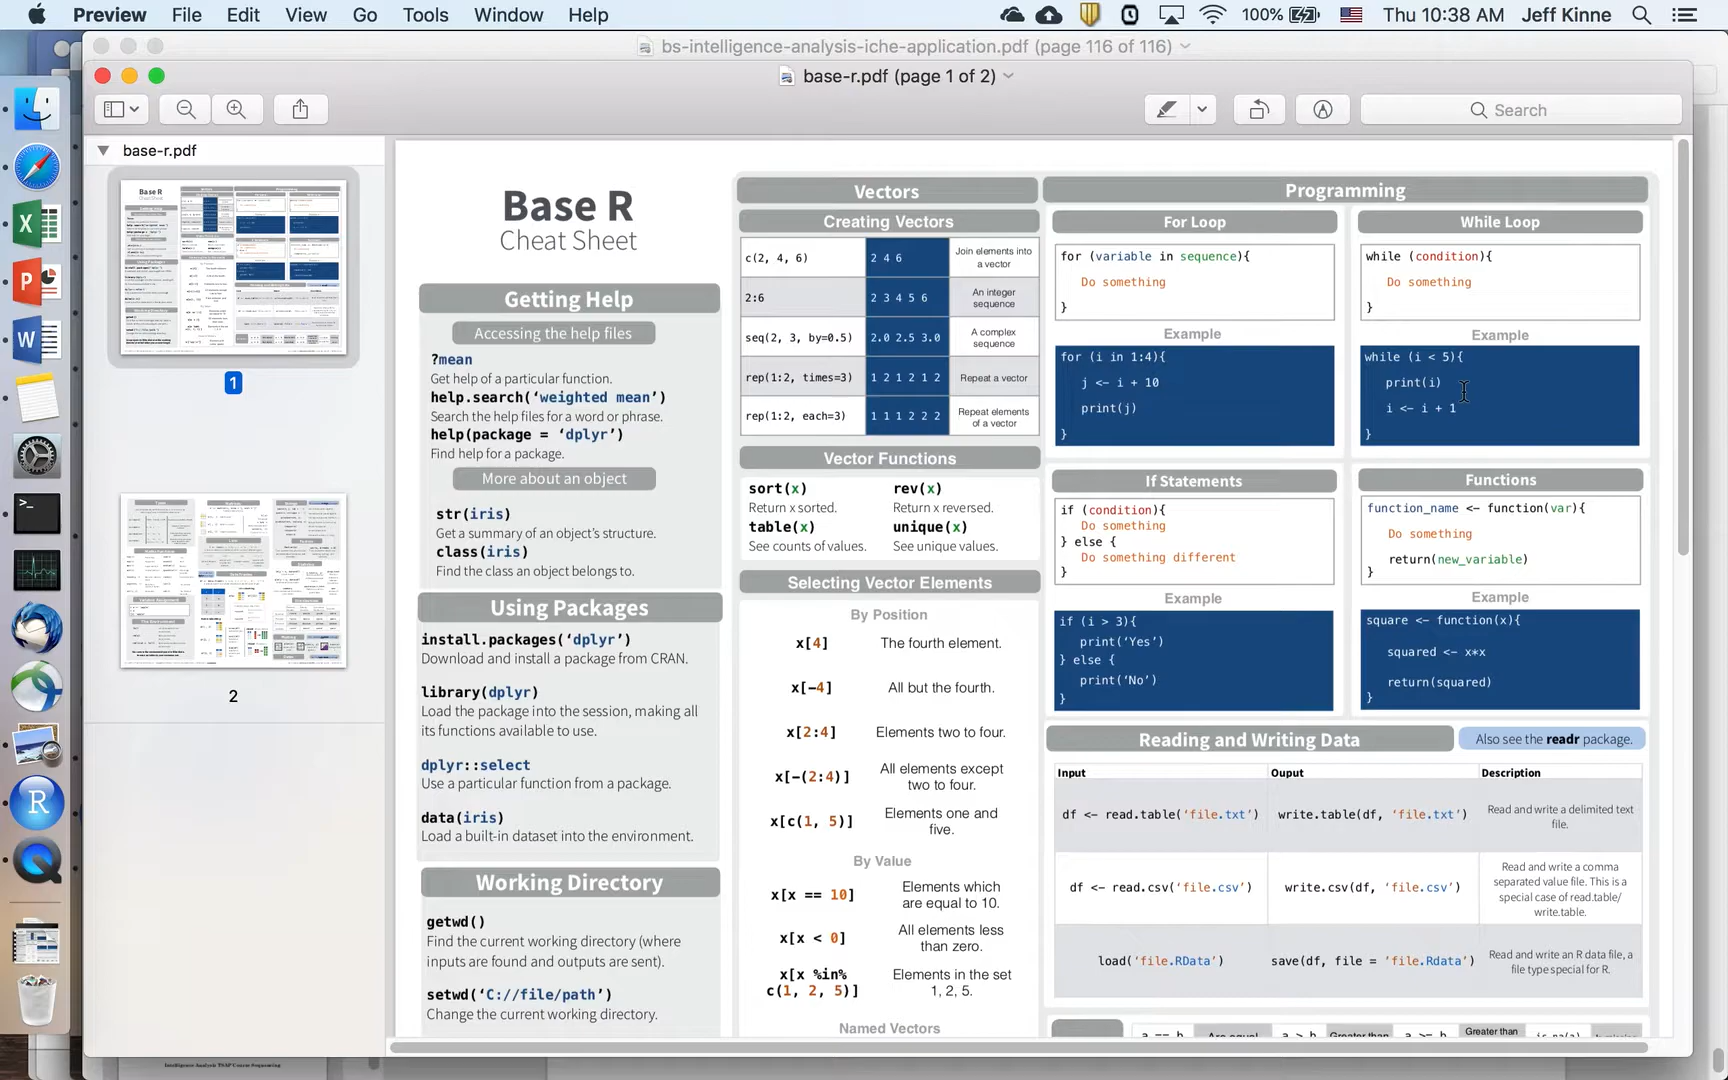 Preview File Edit View Go Tools Window Help 100% Thu 10:38 AM Jeff Kinne
bs-intelligence-analysis-iche-application.pdf (page 116 of 116)
base-r.pdf (page 1 of 2)
Search
base-r.pdf
1
2
Base R
Cheat Sheet
Getting Help
Accessing the help files
?mean
Get help of a particular function.
help.search(‘weighted mean’)
Search the help files for a word or phrase.
help(package = ‘dplyr’)
Find help for a package.
More about an object
str(iris)
Get a summary of an object’s structure.
class(iris)
Find the class an object belongs to.
Using Packages
install.packages(‘dplyr’)
Download and install a package from CRAN.
library(dplyr)
Load the package into the session, making all
its functions available to use.
dplyr::select
Use a particular function from a package.
data(iris)
Load a built-in dataset into the environment.
Working Directory
getwd()
Find the current working directory (where
inputs are found and outputs are sent).
setwd(‘C://file/path’)
Change the current working directory.
Vectors
Creating Vectors
c(2, 4, 6) 2 4 6 Join elements into
a vector
2:6 2 3 4 5 6 An integer
sequence
seq(2, 3, by=0.5) 2.0 2.5 3.0 A complex
sequence
rep(1:2, times=3) 1 2 1 2 1 2 Repeat a vector
rep(1:2, each=3) 1 1 1 2 2 2 Repeat elements
of a vector
Vector Functions
sort(x) rev(x)
Return x sorted. Return x reversed.
table(x) unique(x)
See counts of values. See unique values.
Selecting Vector Elements
By Position
x[4] The fourth element.
x[-4] All but the fourth.
x[2:4] Elements two to four.
x[-(2:4)] All elements except
two to four.
x[c(1, 5)] Elements one and
five.
By Value
x[x == 10] Elements which
are equal to 10.
x[x < 0] All elements less
than zero.
x[x %in%
c(1, 2, 5)] Elements in the set
1, 2, 5.
Named Vectors
Programming
For Loop
for (variable in sequence){
Do something
}
Example
for (i in 1:4){
j <- i + 10
print(j)
}
While Loop
while (condition){
Do something
}
Example
while (i < 5){
print(i)
i <- i + 1
}
If Statements
if (condition){
Do something
} else {
Do something different
}
Example
if (i > 3){
print(‘Yes’)
} else {
print(‘No’)
}
Functions
function_name <- function(var){
Do something
return(new_variable)
}
Example
square <- function(x){
squared <- x*x
return(squared)
}
Reading and Writing Data
Also see the readr package.
Input Ouput Description
df <- read.table(‘file.txt’) write.table(df, ‘file.txt’) Read and write a delimited text
file.
df <- read.csv(‘file.csv’) write.csv(df, ‘file.csv’) Read and write a comma
separated value file. This is a
special case of read.table/
write.table.
load(‘file.RData’) save(df, file = ‘file.Rdata’) Read and write an R data file, a
file type special for R.
a == b Are equal a > b Greater than a >= b Greater than
Intelligence Analysis TSAP Course Sequencing